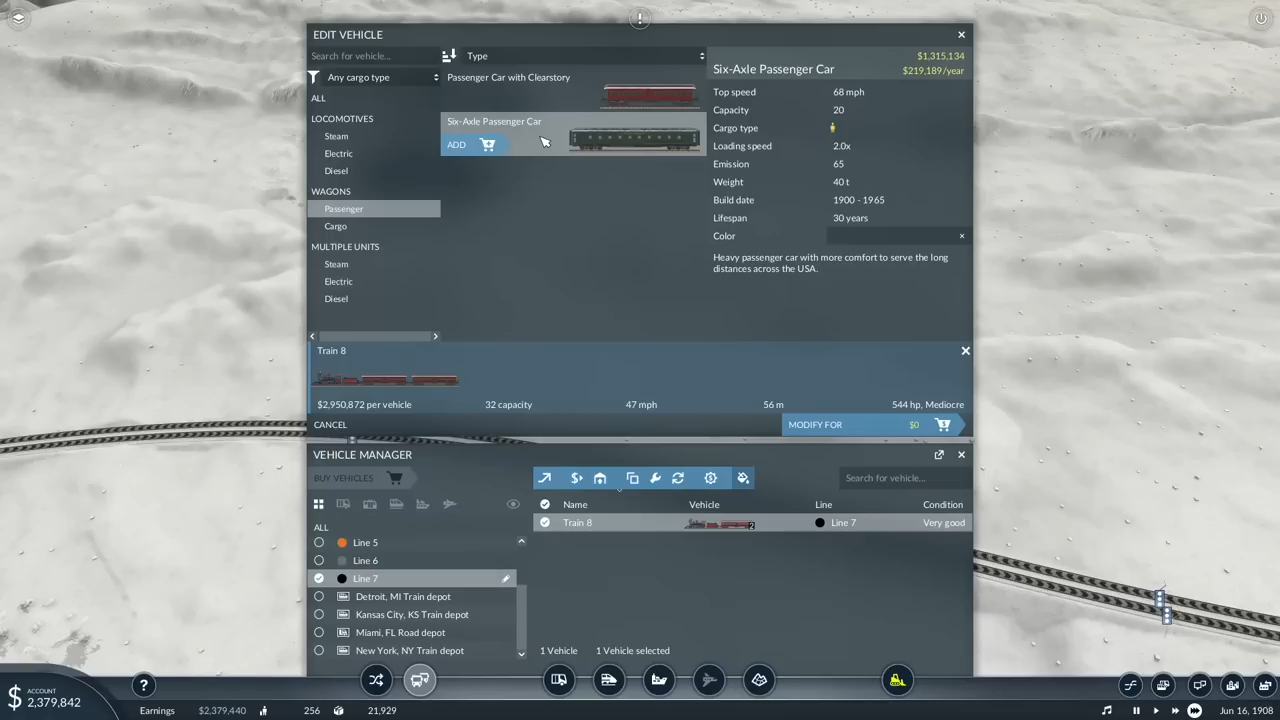 EDIT VEHICLE
Search for vehicle...
Type
Any cargo type
ALL
LOCOMOTIVES
Steam
Electric
Diesel
WAGONS
Passenger
Cargo
MULTIPLE UNITS
Steam
Electric
Diesel
Passenger Car with Clearstory
Six-Axle Passenger Car
ADD
$1,315,134
Six-Axle Passenger Car
$219,189/year
Top speed 68 mph
Capacity 20
Cargo type
Loading speed 2.0x
Emission 65
Weight 40 t
Build date 1900 - 1965
Lifespan 30 years
Color
Heavy passenger car with more comfort to serve the long
distances across the USA.
Train 8
$2,950,872 per vehicle 32 capacity 47 mph 56 m 544 hp, Mediocre
CANCEL
MODIFY FOR $0
VEHICLE MANAGER
BUY VEHICLES
Search for vehicle...
ALL
Line 5
Line 6
Line 7
Detroit, MI Train depot
Kansas City, KS Train depot
Miami, FL Road depot
New York, NY Train depot
Name Vehicle Line Condition
Train 8 2 Line 7 Very good
1 Vehicle 1 Vehicle selected
$ ACCOUNT
2,379,842
?
Earnings $2,379,440 256 21,929
Jun 16, 1908